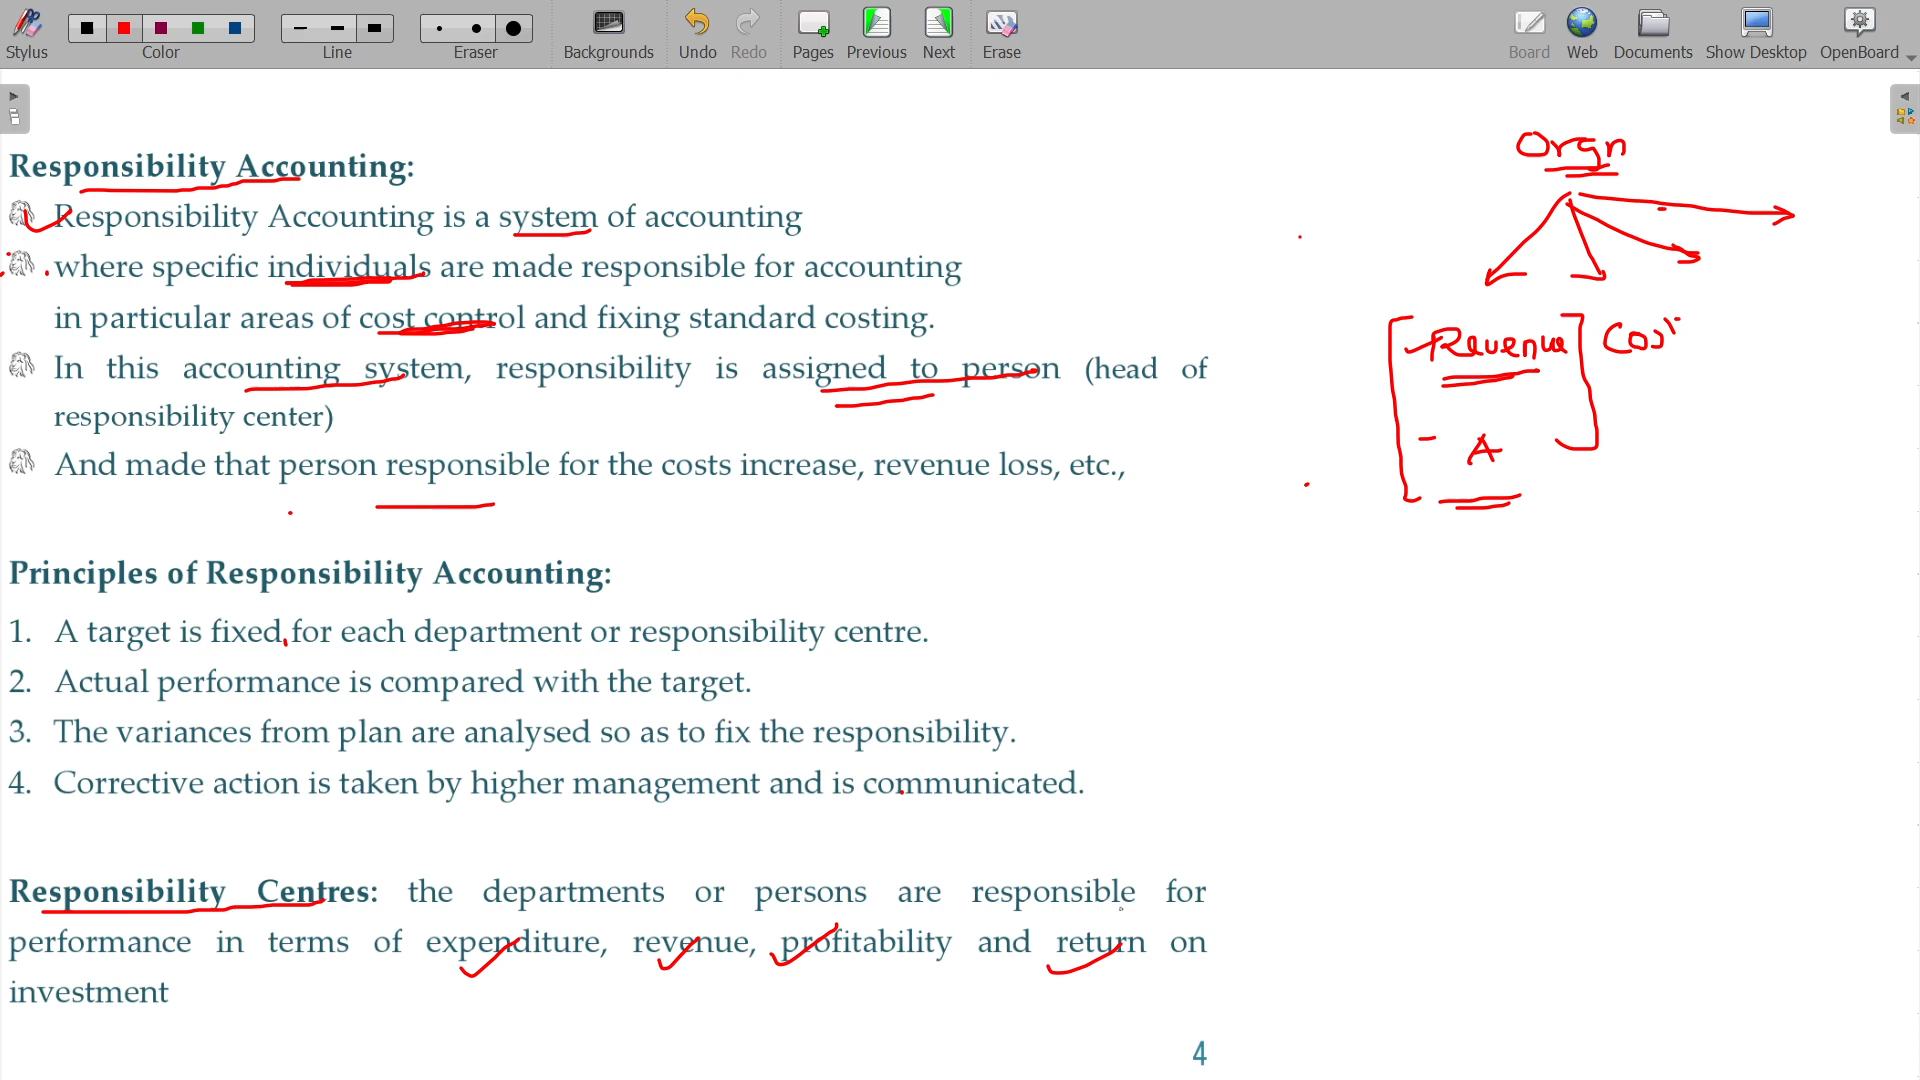 Stylus
Color
Line
Eraser
Backgrounds
Undo
Redo
Pages
Previous
Next
Erase
Board
Web
Documents
Show Desktop
OpenBoard
Responsibility Accounting:
Responsibility Accounting is a system of accounting
where specific individuals are made responsible for accounting
in particular areas of cost control and fixing standard costing.
In this accounting system, responsibility is assigned to person (head of
responsibility center)
And made that person responsible for the costs increase, revenue loss, etc.,
Principles of Responsibility Accounting:
1. A target is fixed for each department or responsibility centre.
2. Actual performance is compared with the target.
3. The variances from plan are analysed so as to fix the responsibility.
4. Corrective action is taken by higher management and is communicated.
Responsibility Centres: the departments or persons are responsible for
performance in terms of expenditure, revenue, profitability and return on
investment
4
Orgn
Revenue
Cost
A